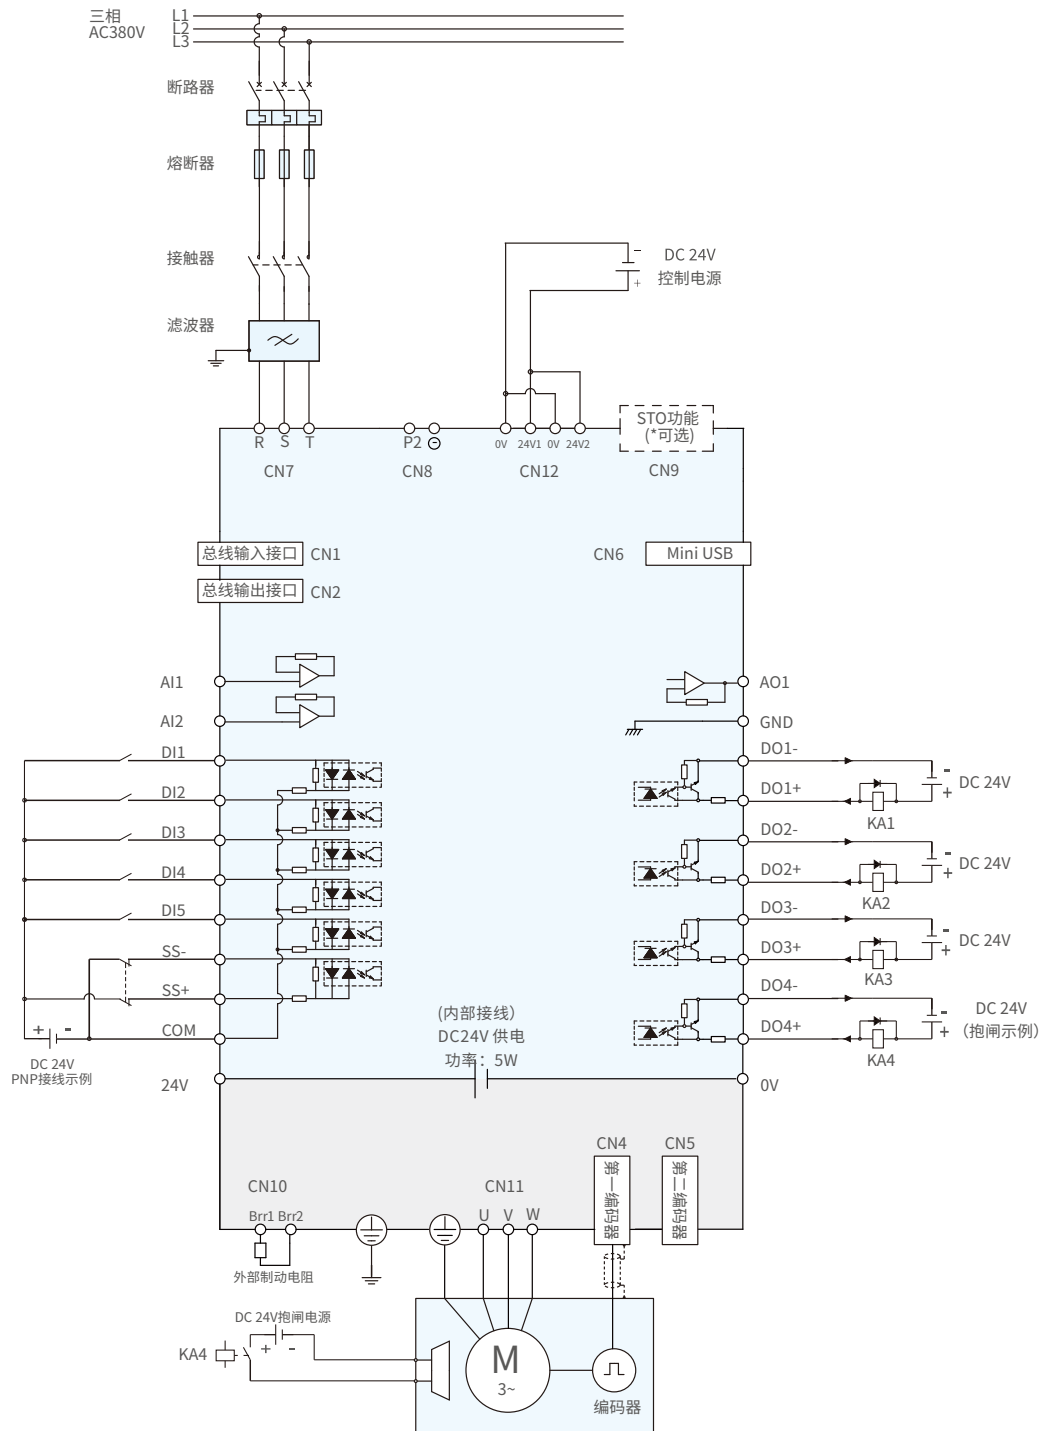 三相
AC380V
L1
L2
L3
断路器
熔断器
接触器
滤波器
DC 24V
控制电源
R S T
CN7
P2 ⊖
CN8
0V 24V1 0V 24V2
CN12
STO功能
(*可选)
CN9
总线输入接口 CN1
CN6 Mini USB
总线输出接口 CN2
AI1
AO1
AI2
GND
DI1
DO1-
DI2
DO1+
- DC 24V
+
KA1
DI3
DO2-
DI4
DO2+
- DC 24V
+
KA2
DI5
DO3-
SS-
DO3+
- DC 24V
+
KA3
SS+
DO4-
COM
DO4+
- DC 24V
+ （抱闸示例）
KA4
+ -
DC 24V
PNP接线示例
(内部接线）
DC24V 供电
功率：5W
24V
0V
CN4
第一编码器
CN5
第二编码器
CN10
Brr1 Brr2
外部制动电阻
CN11
U V W
DC 24V抱闸电源
+ -
KA4
M
3~
编码器